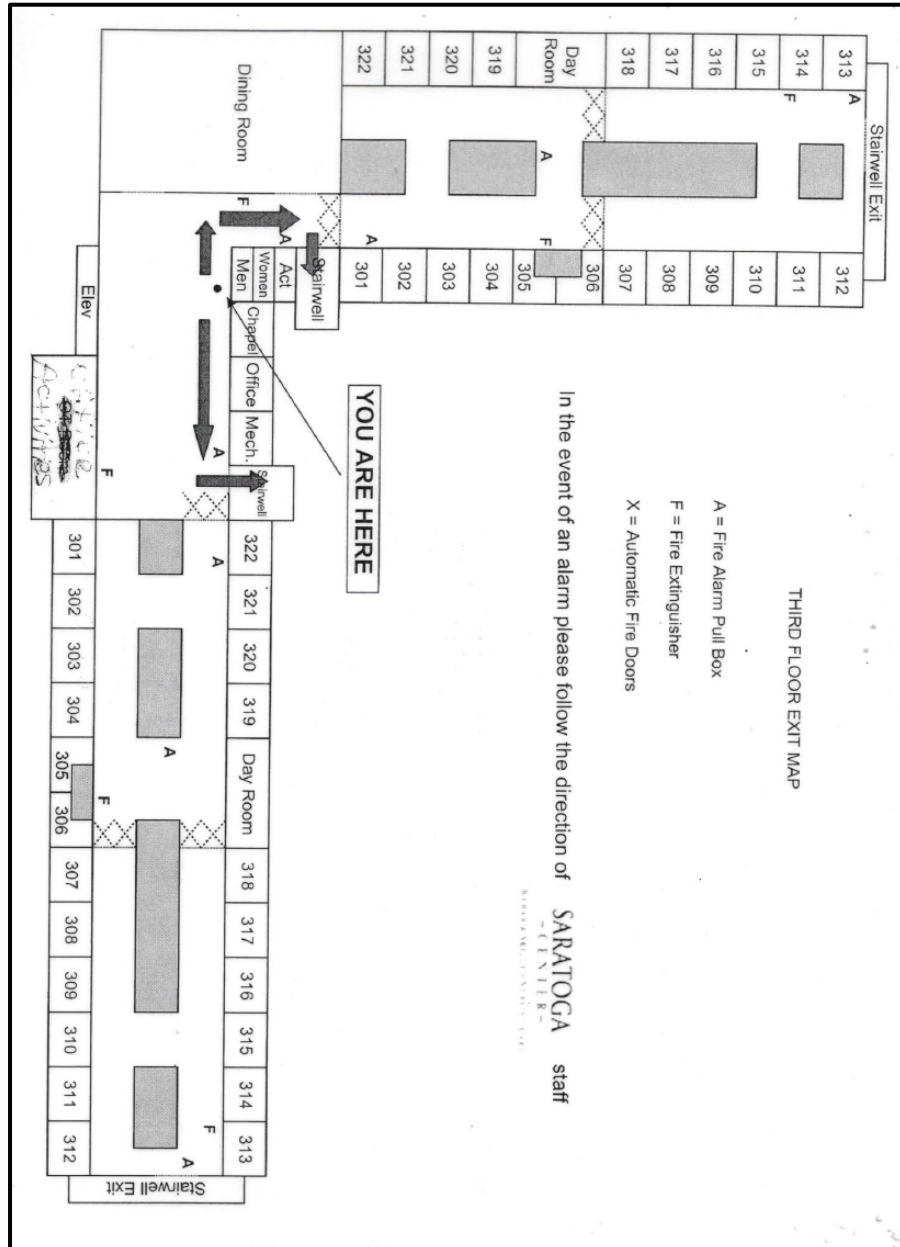 THIRD FLOOR EXIT MAP
A = Fire Alarm Pull Box
F = Fire Extinguisher
X = Automatic Fire Doors
In the event of an alarm please follow the direction of SARATOGA staff
- CENTER -
YOU ARE HERE
Stairwell Exit
313
314
315
316
317
318
Day
Room
319
320
321
322
A
F
A
F
A
312
311
310
309
308
307
306
305
304
303
302
301
Dining Room
Stairwell
Act
Women
Men
F
A
Chapel
Office
Mech.
Stairwell
A
F
Elev
Activities
322
321
320
319
Day Room
318
317
316
315
314
313
A
A
F
F
A
301
302
303
304
305
306
307
308
309
310
311
312
Stairwell Exit